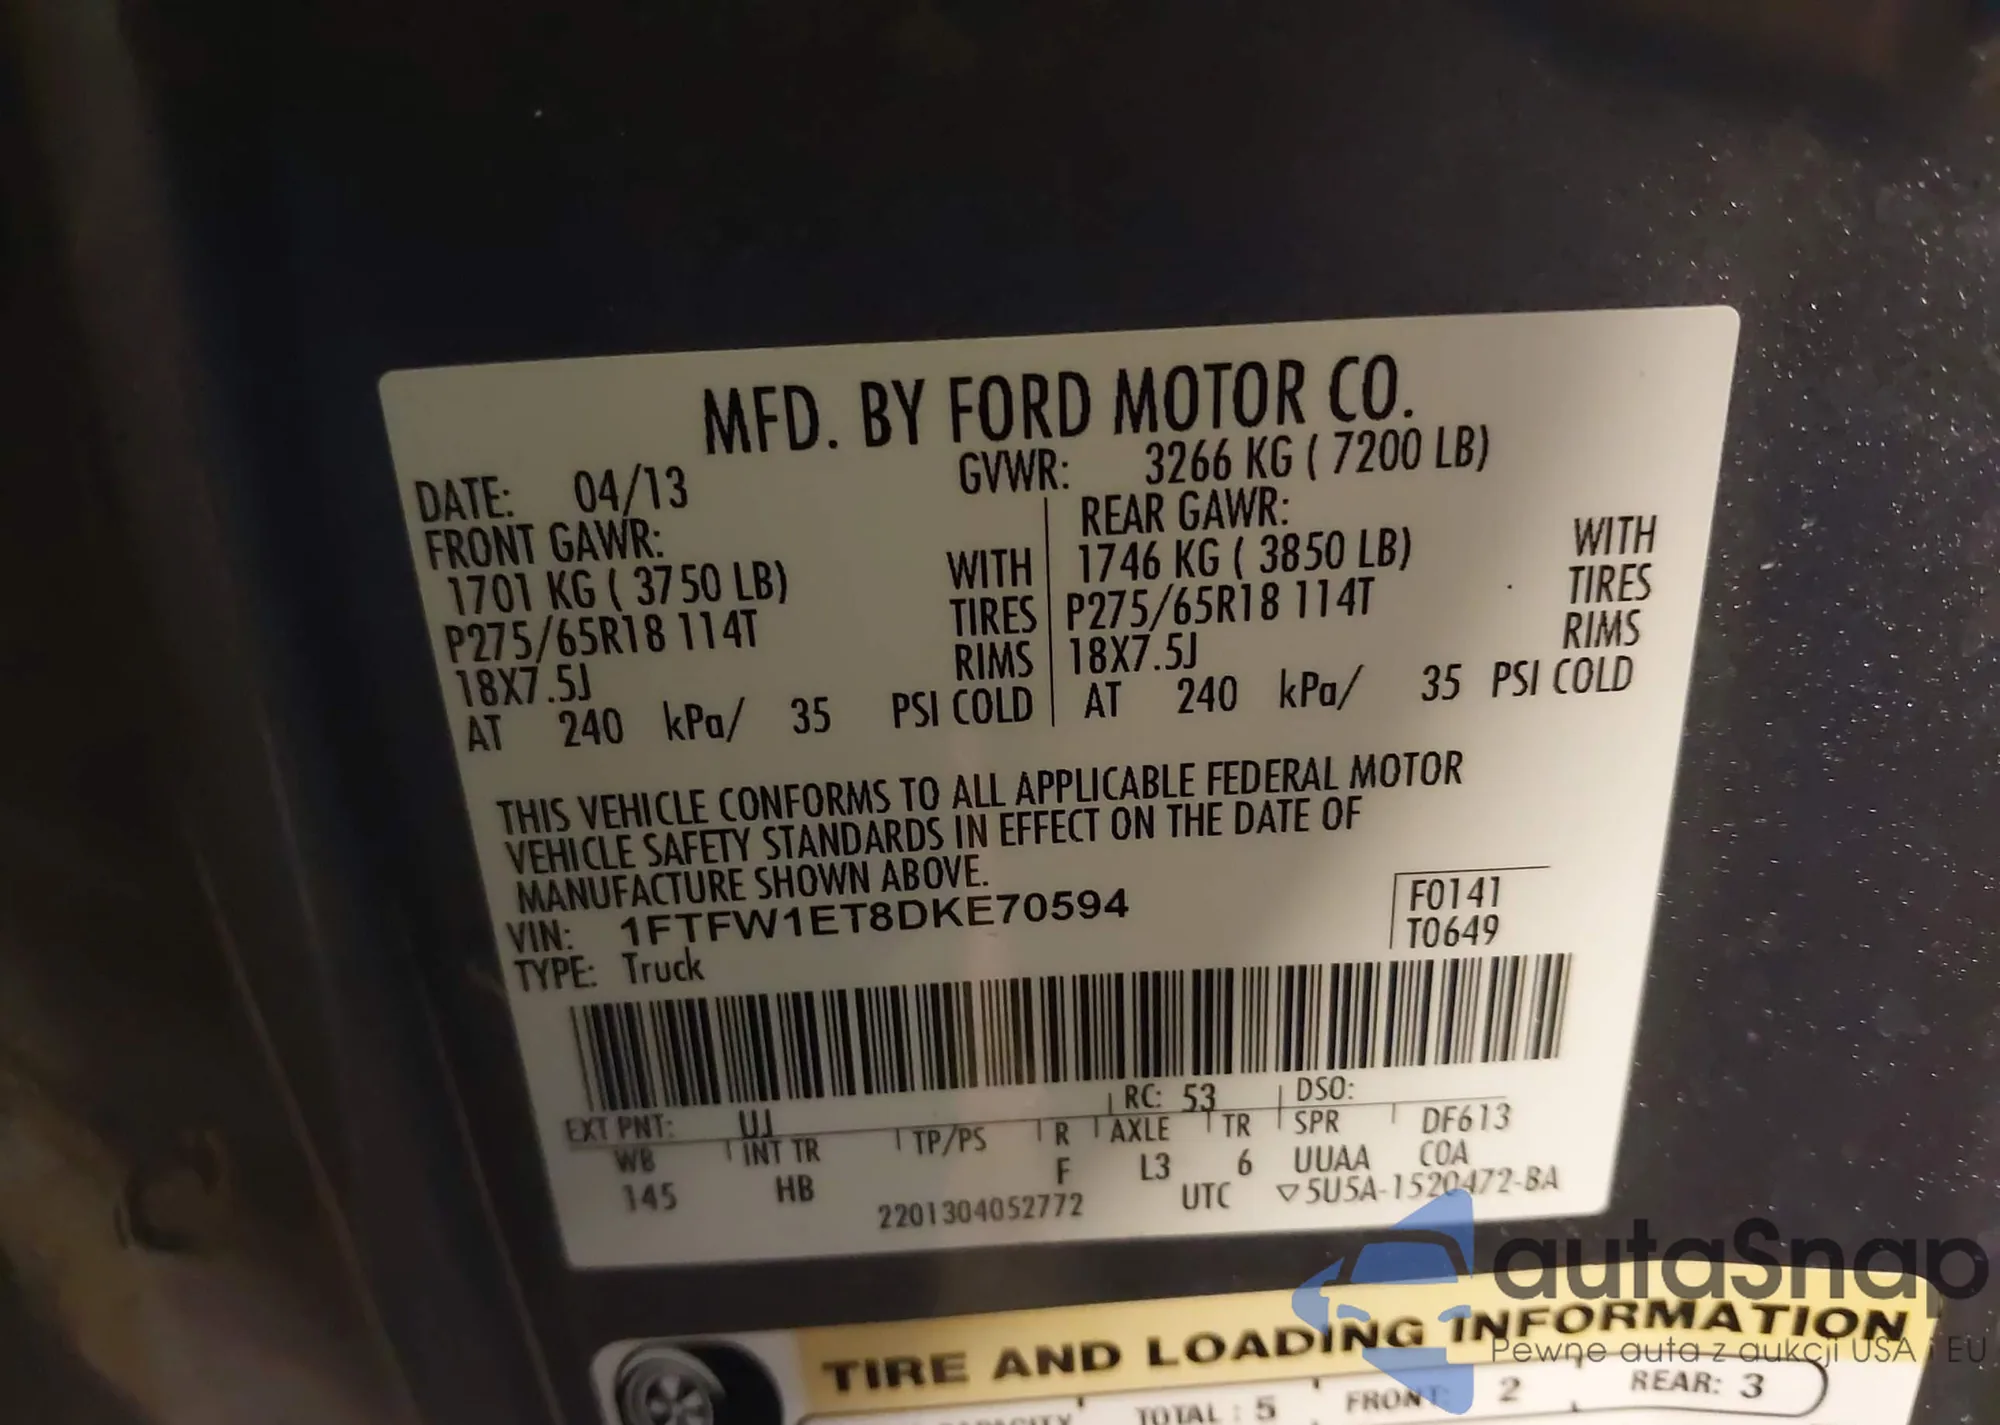 MFD. BY FORD MOTOR CO.
DATE: 04/13 GVWR: 3266 KG ( 7200 LB)
FRONT GAWR: REAR GAWR:
1701 KG ( 3750 LB) WITH 1746 KG ( 3850 LB) WITH
P275/65R18 114T TIRES P275/65R18 114T TIRES
18X7.5J RIMS 18X7.5J RIMS
AT 240 kPa/ 35 PSI COLD AT 240 kPa/ 35 PSI COLD
THIS VEHICLE CONFORMS TO ALL APPLICABLE FEDERAL MOTOR
VEHICLE SAFETY STANDARDS IN EFFECT ON THE DATE OF
MANUFACTURE SHOWN ABOVE.
VIN: 1FTFW1ET8DKE70594 F0141
TYPE: Truck T0649
EXT PNT: UJ RC: 53 DSO:
WB INT TR TP/PS R AXLE TR SPR DF613
145 HB F L3 6 UUAA COA
2201304052772 UTC ▽5U5A-1520472-BA
autaSnap
Pewne auta z aukcji USA i EU
TIRE AND LOADING INFORMATION
TOTAL : 5 FRONT: 2 REAR: 3